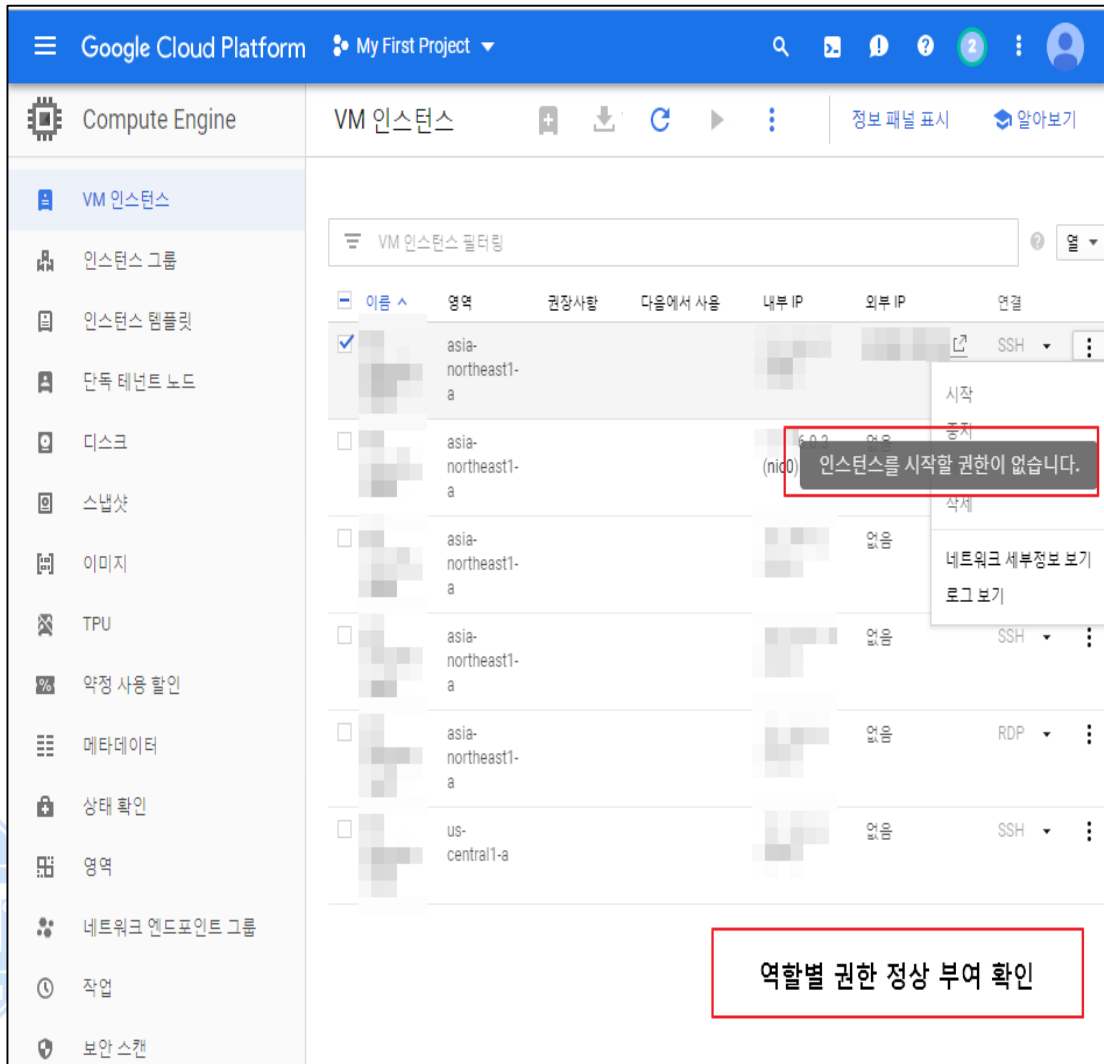 Google Cloud Platform
My First Project
2
Compute Engine
VM 인스턴스
정보 패널 표시
알아보기
VM 인스턴스
인스턴스 그룹
인스턴스 템플릿
단독 테넌트 노드
디스크
스냅샷
이미지
TPU
약정 사용 할인
메타데이터
상태 확인
영역
네트워크 엔드포인트 그룹
작업
보안 스캔
VM 인스턴스 필터링
열
이름 영역 권장사항 다음에서 사용 내부 IP 외부 IP 연결
asia-
northeast1-
a
SSH
시작
중지
인스턴스를 시작할 권한이 없습니다.
삭제
네트워크 세부정보 보기
로그 보기
asia-
northeast1-
a
6.0.3
(nic0)
없음
asia-
northeast1-
a
없음
asia-
northeast1-
a
없음
SSH
asia-
northeast1-
a
없음
RDP
us-
central1-a
없음
SSH
역할별 권한 정상 부여 확인